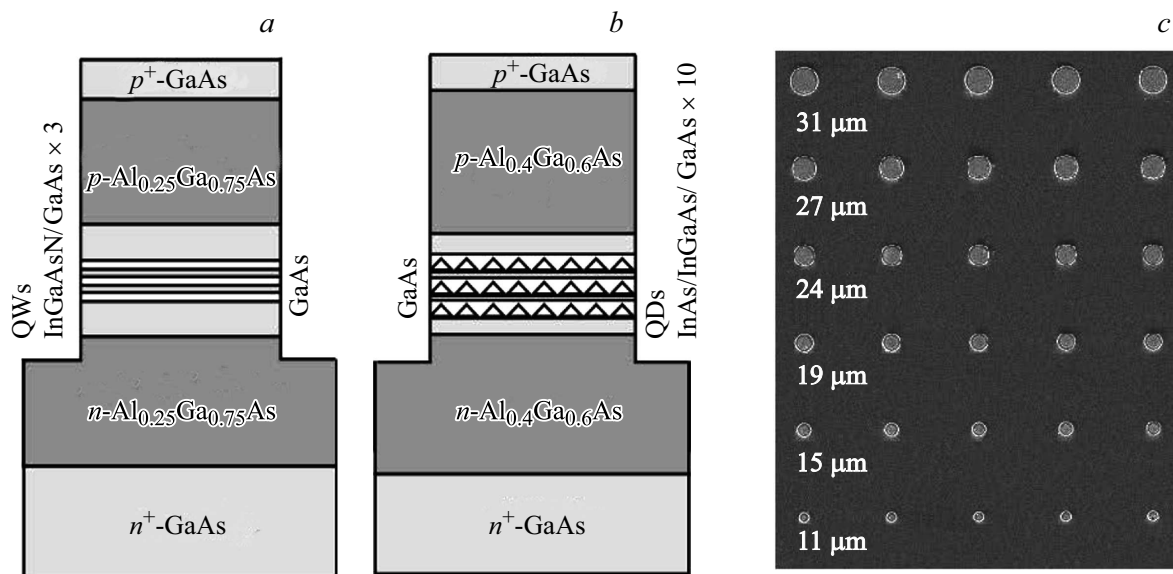 a
p⁺-GaAs
p-Al₀.₂₅Ga₀.₇₅As
QWs
InGaAsN/GaAs × 3
GaAs
n-Al₀.₂₅Ga₀.₇₅As
n⁺-GaAs
b
p⁺-GaAs
p-Al₀.₄Ga₀.₆As
GaAs
QDs
InAs/InGaAs/ GaAs × 10
n-Al₀.₄Ga₀.₆As
n⁺-GaAs
c
31 μm
27 μm
24 μm
19 μm
15 μm
11 μm